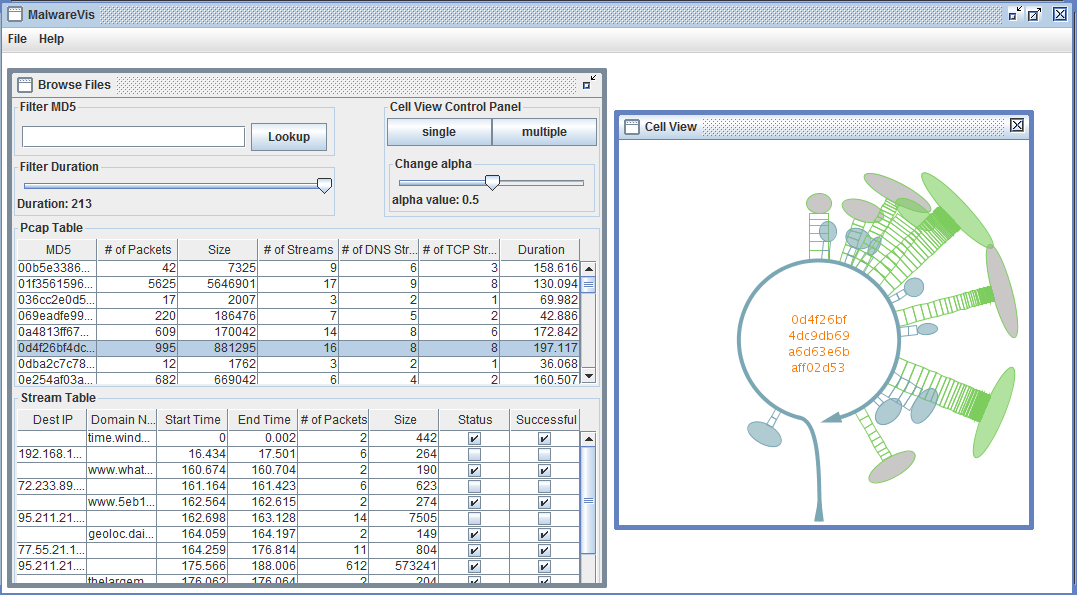 MalwareVis
File Help
Browse Files
Filter MD5
Lookup
Filter Duration
Duration: 213
Cell View Control Panel
single multiple
Change alpha
alpha value: 0.5
Pcap Table
MD5 # of Packets Size # of Streams # of DNS Str... # of TCP Str... Duration
00b5e3386... 42 7325 9 6 3 158.616
01f3561596... 5625 5646901 17 9 8 130.094
036cc2e0d5... 17 2007 3 2 1 69.982
069eadfe99... 220 186476 7 5 2 42.886
0a4813ff67... 609 170042 14 8 6 172.842
0d4f26bf4dc... 995 881295 16 8 8 197.117
0dba2c7c78... 12 1762 3 2 1 36.068
0e254af03a... 682 669042 6 4 2 160.507
Stream Table
Dest IP Domain N... Start Time End Time # of Packets Size Status Successful
time.wind... 0 0.002 2 442
192.168.1... 16.434 17.501 6 264
www.what... 160.674 160.704 2 190
72.233.89.... 161.164 161.423 6 623
www.5eb1... 162.564 162.615 2 274
95.211.21.... 162.698 163.128 14 7505
geoloc.dai... 164.059 164.197 2 149
77.55.21.1... 164.259 176.814 11 804
95.211.21.... 175.566 188.006 612 573241
thelargem... 176.062 176.064 2 204
Cell View
0d4f26bf
4dc9db69
a6d63e6b
aff02d53